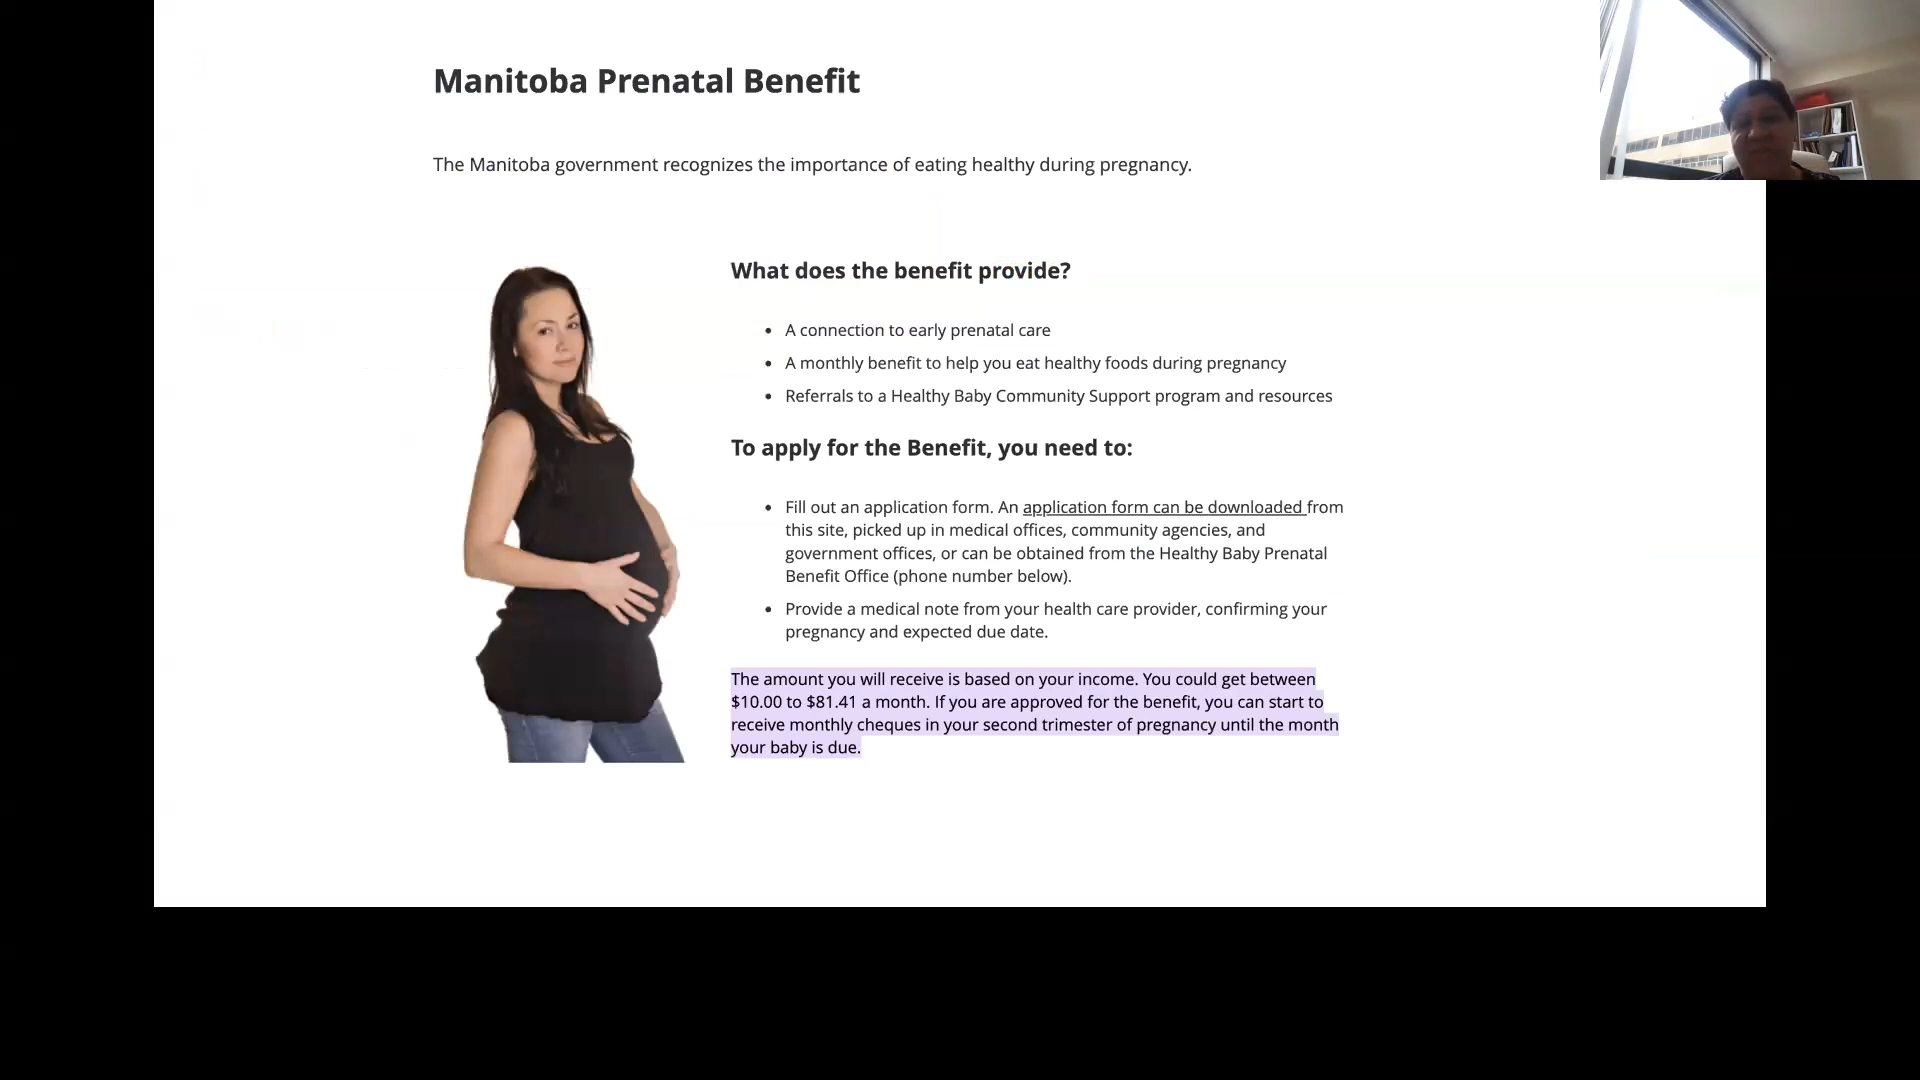 Manitoba Prenatal Benefit
The Manitoba government recognizes the importance of eating healthy during pregnancy.
What does the benefit provide?
• A connection to early prenatal care
• A monthly benefit to help you eat healthy foods during pregnancy
• Referrals to a Healthy Baby Community Support program and resources
To apply for the Benefit, you need to:
• Fill out an application form. An application form can be downloaded from
this site, picked up in medical offices, community agencies, and
government offices, or can be obtained from the Healthy Baby Prenatal
Benefit Office (phone number below).
• Provide a medical note from your health care provider, confirming your
pregnancy and expected due date.
The amount you will receive is based on your income. You could get between
$10.00 to $81.41 a month. If you are approved for the benefit, you can start to
receive monthly cheques in your second trimester of pregnancy until the month
your baby is due.